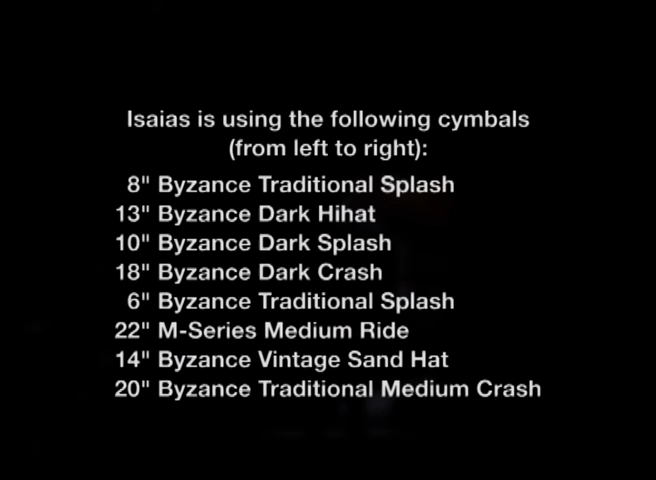 Isaias is using the following cymbals
(from left to right):
8" Byzance Traditional Splash
13" Byzance Dark Hihat
10" Byzance Dark Splash
18" Byzance Dark Crash
6" Byzance Traditional Splash
22" M-Series Medium Ride
14" Byzance Vintage Sand Hat
20" Byzance Traditional Medium Crash